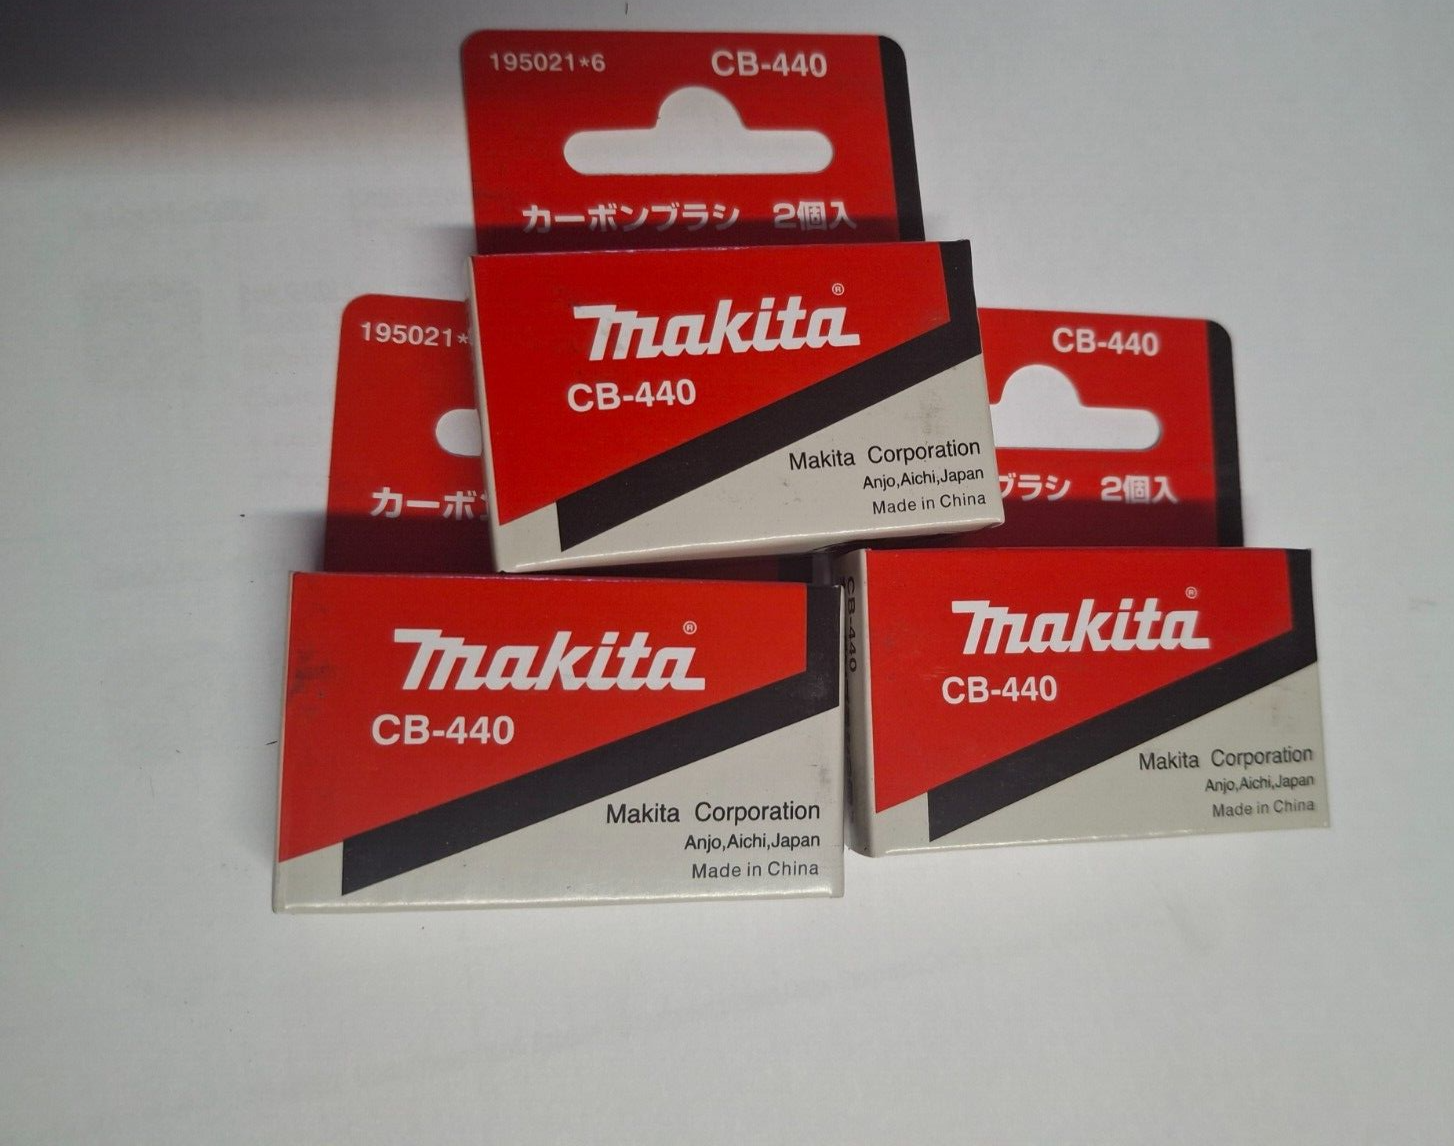 195021*6 CB-440
カーボンブラシ 2個入
makita®
CB-440
Makita Corporation
Anjo,Aichi,Japan
Made in China
195021*
カーボン
makita®
CB-440
Makita Corporation
Anjo,Aichi,Japan
Made in China
CB-440
ブラシ 2個入
CB-440
makita®
CB-440
Makita Corporation
Anjo,Aichi,Japan
Made in China